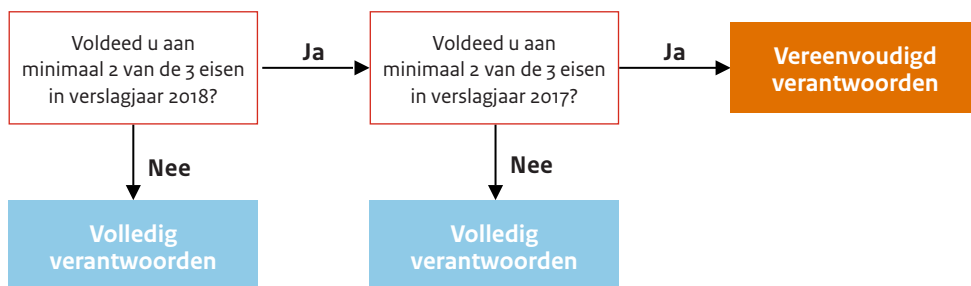 Voldeed u aan
minimaal 2 van de 3 eisen
in verslagjaar 2018?
Ja
Voldeed u aan
minimaal 2 van de 3 eisen
in verslagjaar 2017?
Ja
Vereenvoudigd
verantwoorden
Nee
Nee
Volledig
verantwoorden
Volledig
verantwoorden